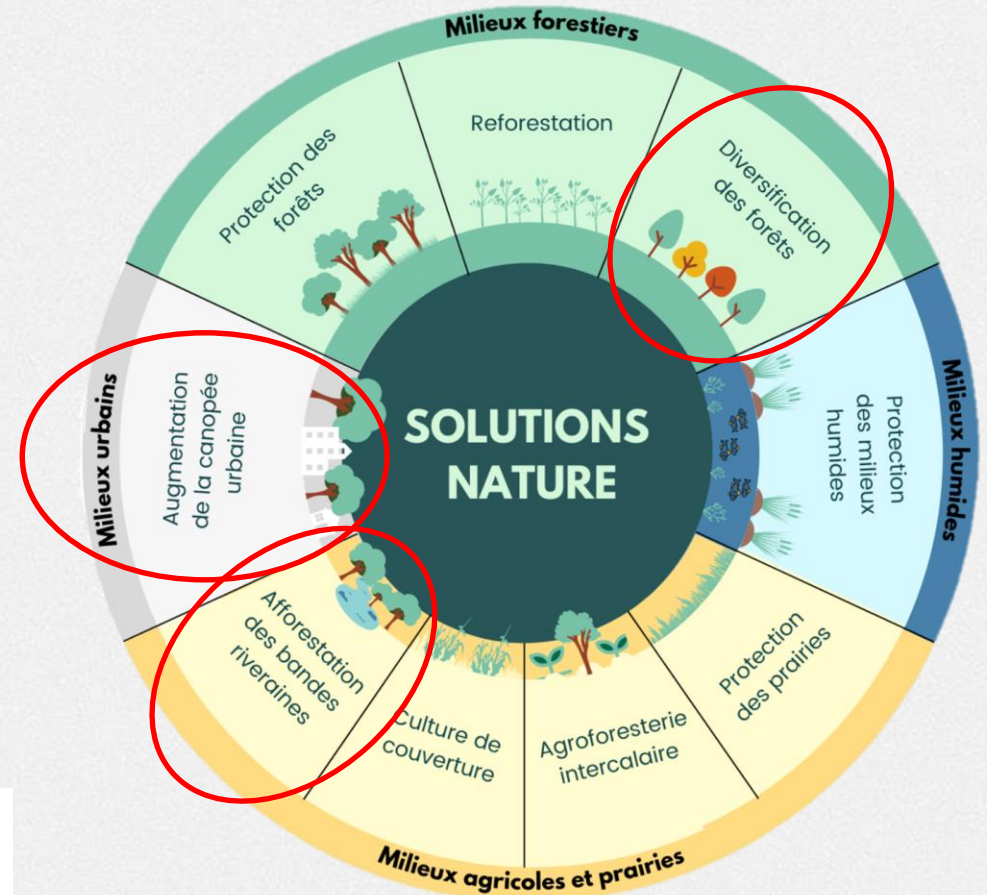 Milieux forestiers
Protection des
forêts
Reforestation
Diversification
des forêts
Milieux humides
Protection
des milieux
humides
Milieux urbains
Augmentation
de la canopée
urbaine
SOLUTIONS
NATURE
Afforestation
des bandes
riveraines
Culture de
couverture
Agroforesterie
intercalaire
Protection
des prairies
Milieux agricoles et prairies